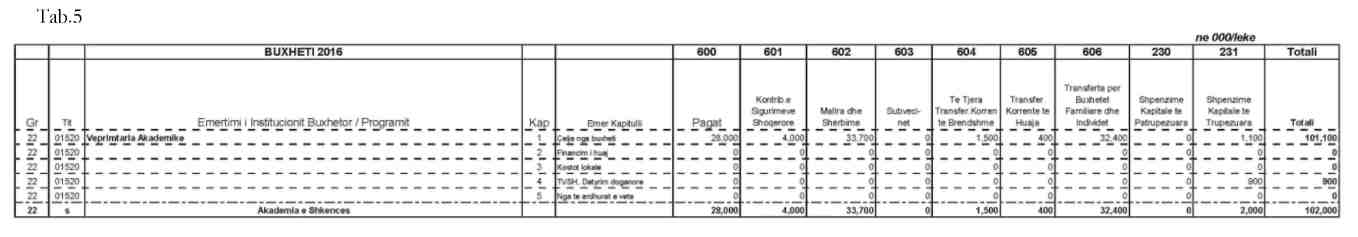 Tab.5
ne 000/leke
BUXHETI 2016 600 601 602 603 604 605 606 230 231 Totali
Gr Tit Emertimi i Institucionit Buxhetor / Programit Kap Emer Kapitulli Pagat Kontrib.e Sigurimeve Shoqerore Mallra dhe Sherbime Subveci-net Te Tjera Transfer Korren te Brendshme Transfer Korrente te Huaja Transferta per Buxhetet Familiare dhe Individet Shpenzime Kapitale te Patrupezuara Shpenzime Kapitale te Trupezuara Totali
22 01520 Veprimtaria Akademike 1 Celje nga buxheti 28,000 4,000 33,700 0 1,500 400 32,400 0 1,100 101,100
22 01520 2 Financim i huaj 0 0 0 0 0 0 0 0 0 0
22 01520 3 Kostot lokale 0 0 0 0 0 0 0 0 0 0
22 01520 4 TVSH, Detyrim doganore 0 0 0 0 0 0 0 0 900 900
22 01520 5 Nga te ardhurat e veta 0 0 0 0 0 0 0 0 0 0
22 s Akademia e Shkences 28,000 4,000 33,700 0 1,500 400 32,400 0 2,000 102,000